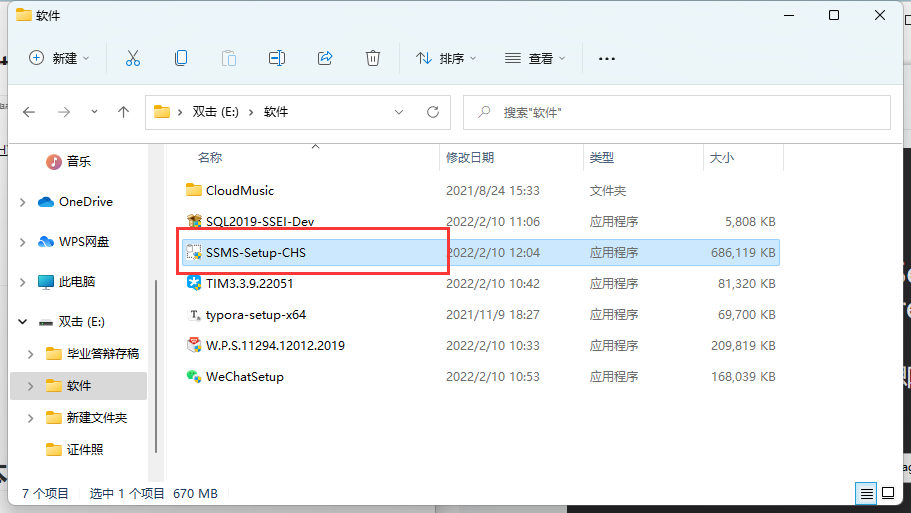 软件
新建
排序
查看
双击 (E:)
软件
搜索"软件"
音乐
OneDrive
WPS网盘
此电脑
双击 (E:)
毕业答辩存稿
软件
新建文件夹
证件照
名称 修改日期 类型 大小
CloudMusic 2021/8/24 15:33 文件夹
SQL2019-SSEI-Dev 2022/2/10 11:06 应用程序 5,808 KB
SSMS-Setup-CHS 2022/2/10 12:04 应用程序 686,119 KB
TIM3.3.9.22051 2022/2/10 10:42 应用程序 81,320 KB
typora-setup-x64 2021/11/9 18:27 应用程序 69,700 KB
W.P.S.11294.12012.2019 2022/2/10 10:33 应用程序 209,819 KB
WeChatSetup 2022/2/10 10:53 应用程序 168,039 KB
7 个项目 选中 1 个项目 670 MB